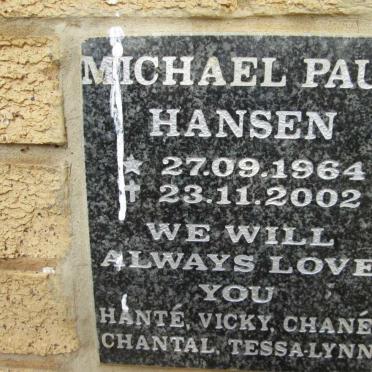 MICHAEL PAU
HANSEN
27.09.1964
23.11.2002
WE WILL
ALWAYS LOVE
YOU
HANTÉ, VICKY, CHANÉ
CHANTAL, TESSA-LYNN